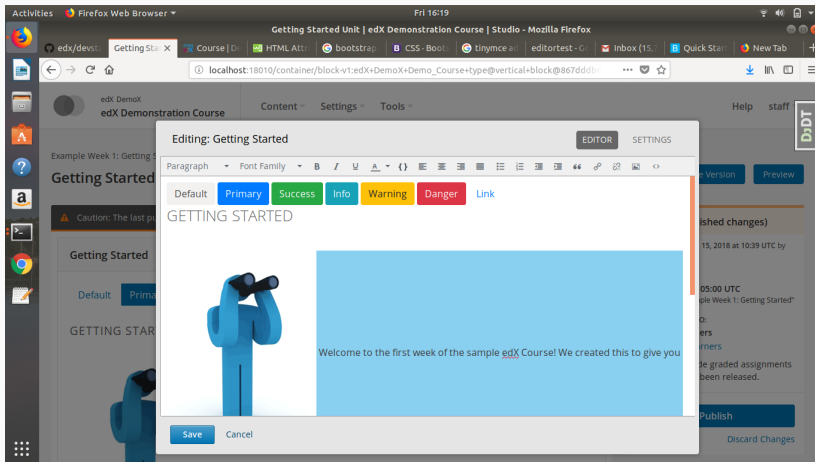 Activities Firefox Web Browser Fri 16:19
Getting Started Unit | edX Demonstration Course | Studio - Mozilla Firefox
edx/devst Getting Sta Course | De HTML Attri bootstrap CSS · Boots tinymce ad editortest - G Inbox (15, Quick Start New Tab
localhost:18010/container/block-v1:edX+DemoX+Demo_Course+type@vertical+block@867dddb
edX DemoX
edX Demonstration Course
Content Settings Tools Help staff
DjDT
Editing: Getting Started EDITOR SETTINGS
Example Week 1: Getting S
Paragraph Font Family B I U A {}
Getting Started
e Version Preview
Default Primary Success Info Warning Danger Link
GETTING STARTED
Caution: The last pu
ished changes)
15, 2018 at 10:39 UTC by
Getting Started
05:00 UTC
ple Week 1: Getting Started"
Default Prima
O:
ers
GETTING STAR
rners
Welcome to the first week of the sample edX Course! We created this to give you
de graded assignments
been released.
Publish
Save Cancel
Discard Changes